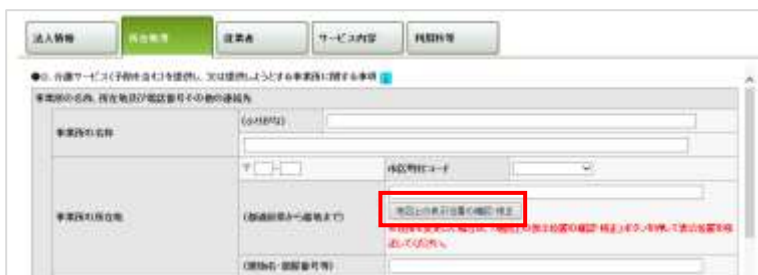 法人情報
所在地等
従業者
サービス内容
利用料等
●2．介護サービス(予防を含む)を提供し、又は提供しようとする事業所に関する事項
事業所の名称、所在地及び電話番号その他の連絡先
事業所の名称
(ふりがな)
〒
市区町村コード
事業所の所在地
(都道府県から番地まで)
地図上の表示位置の確認・修正
(建物名・部屋番号等)